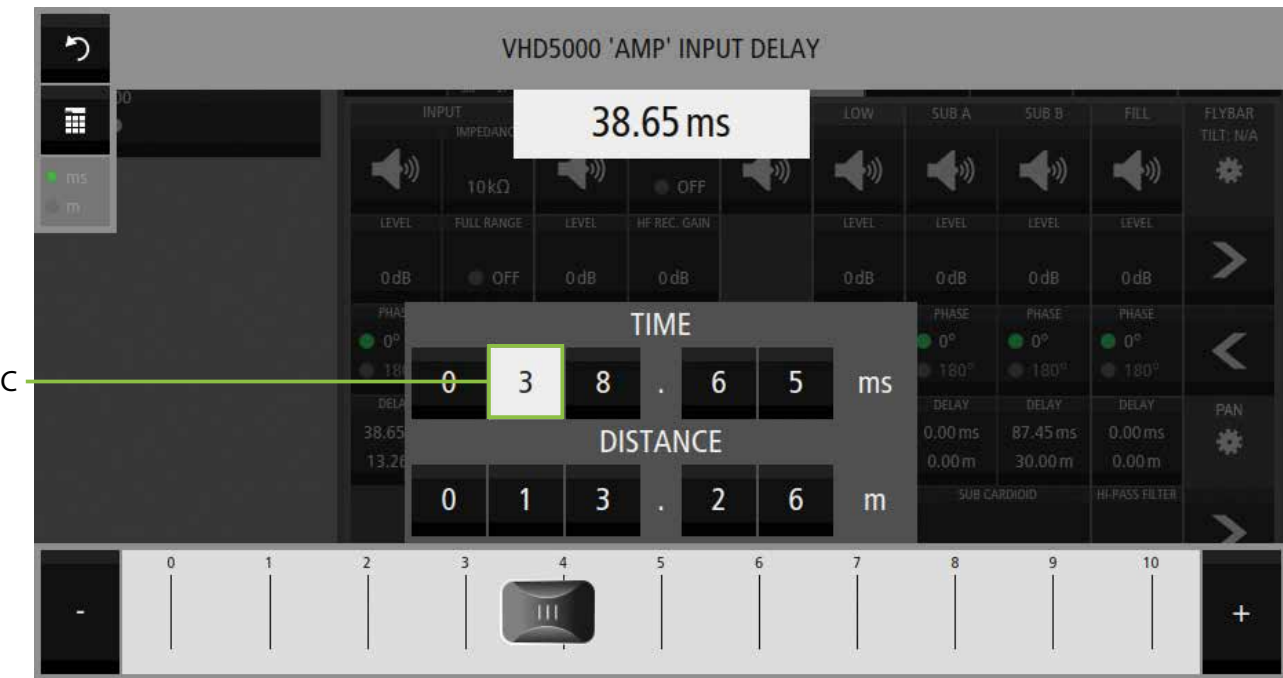 VHD5000 'AMP' INPUT DELAY
38.65 ms
ms
m
INPUT LOW SUB A SUB B FILL FLYBAR
TILT: N/A
10kΩ OFF
LEVEL FULL RANGE LEVEL HF REC. GAIN LEVEL LEVEL LEVEL LEVEL
0dB OFF 0dB 0dB 0dB 0dB 0dB 0dB
TIME
PHASE PHASE PHASE
0° 0° 0° 0°
180° 180° 180°
C
0 3 8 . 6 5 ms
DELAY DELAY DELAY PAN
38.65 0.00ms 87.45ms 0.00ms
DISTANCE
13.26 0.00m 30.00m 0.00m
0 1 3 . 2 6 m
SUB CARDIOID HI-PASS FILTER
0 1 2 3 4 5 6 7 8 9 10
- +